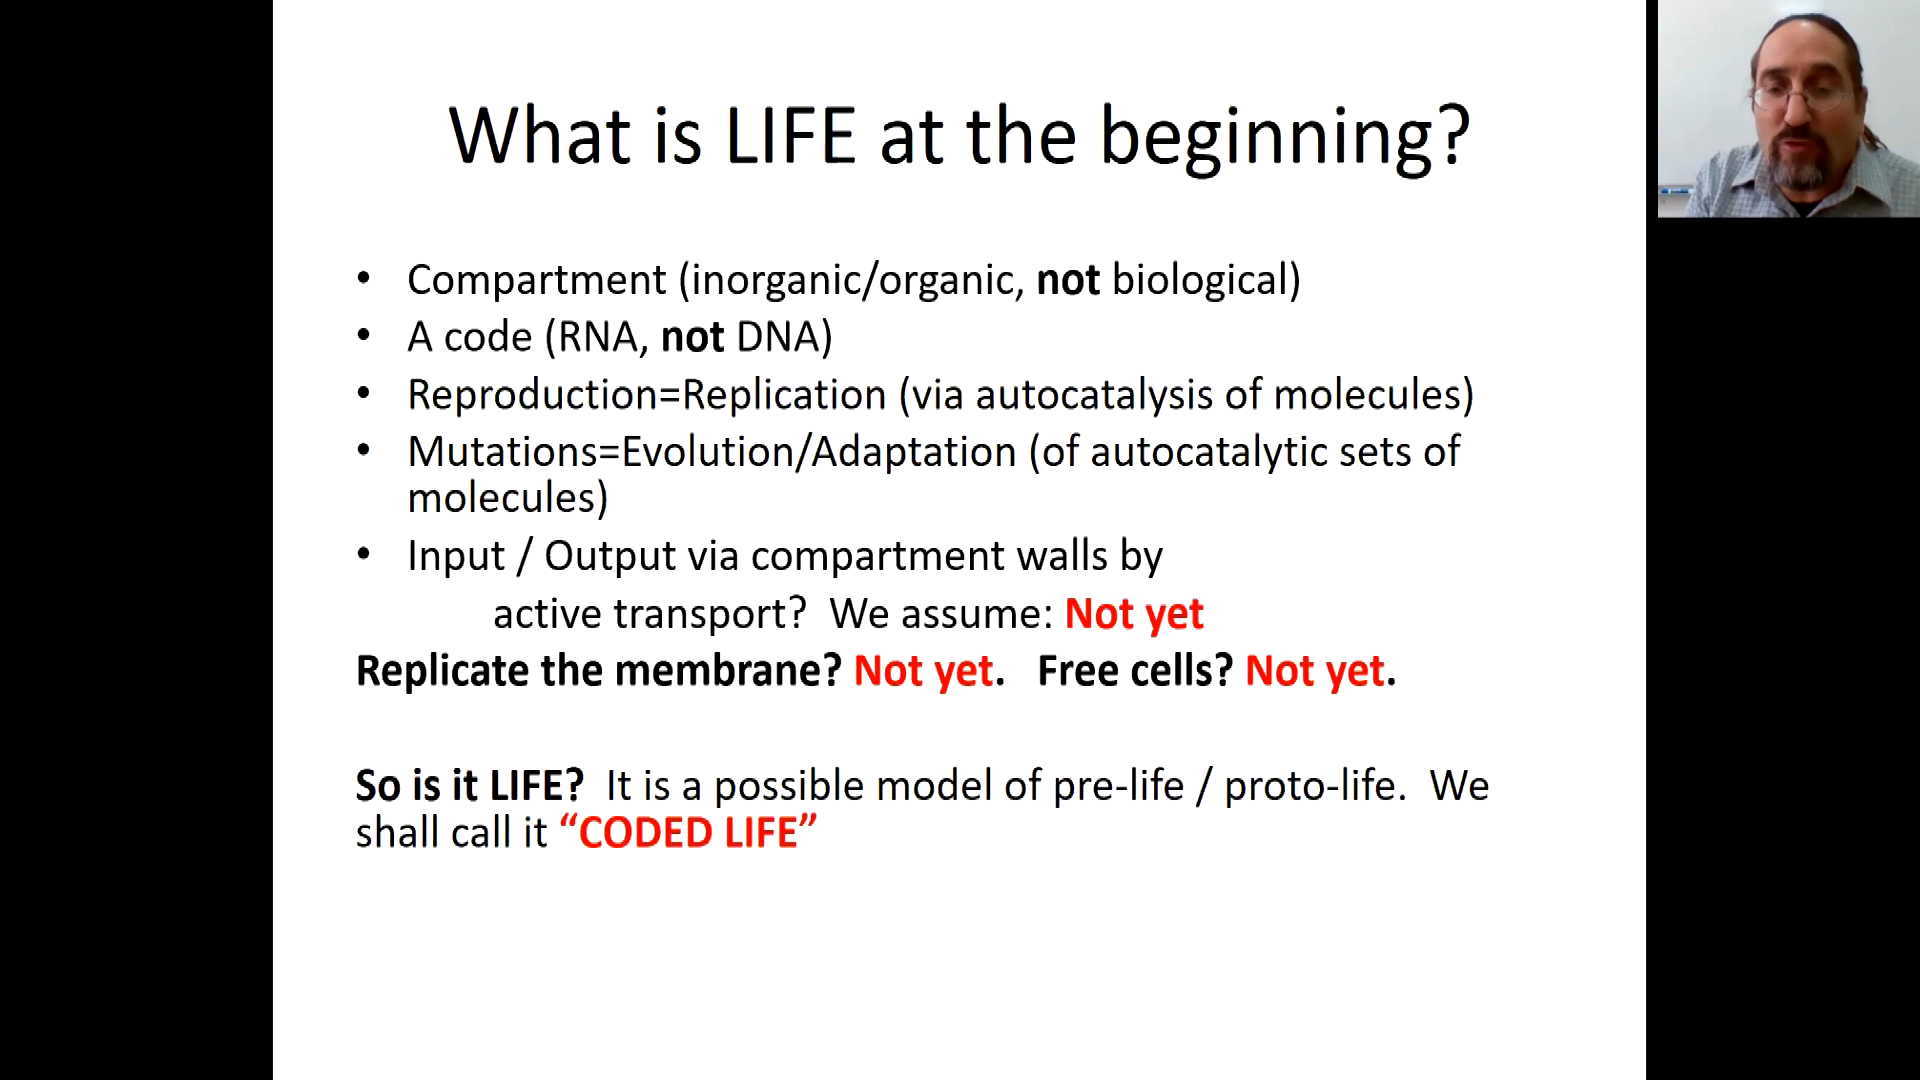 What is LIFE at the beginning?
• Compartment (inorganic/organic, not biological)
• A code (RNA, not DNA)
• Reproduction=Replication (via autocatalysis of molecules)
• Mutations=Evolution/Adaptation (of autocatalytic sets of
molecules)
• Input / Output via compartment walls by
active transport?  We assume: Not yet
Replicate the membrane? Not yet.   Free cells? Not yet.
So is it LIFE?  It is a possible model of pre-life / proto-life.  We
shall call it “CODED LIFE”